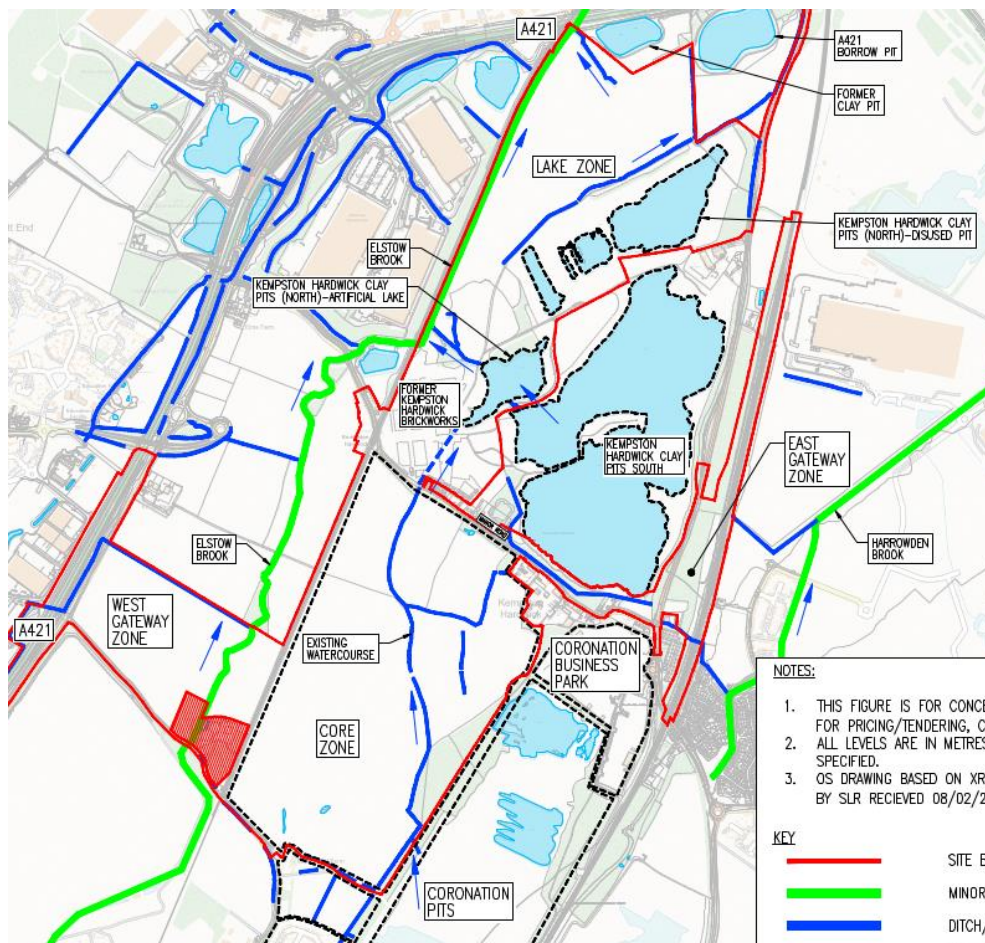 A421
A421
BORROW PIT
FORMER
CLAY PIT
LAKE ZONE
KEMPSTON HARDWICK CLAY
PITS (NORTH)-DISUSED PIT
ELSTOW
BROOK
KEMPSTON HARDWICK CLAY
PITS (NORTH)-ARTIFICIAL LAKE
FORMER
KEMPSTON
HARDWICK
BRICKWORKS
KEMPSTON
HARDWICK CLAY
PITS SOUTH
EAST
GATEWAY
ZONE
MANOR ROAD
ELSTOW
BROOK
HARROWDEN
BROOK
WEST
GATEWAY
ZONE
A421
EXISTING
WATERCOURSE
CORONATION
BUSINESS
PARK
CORE
ZONE
CORONATION
PITS
NOTES:
1. THIS FIGURE IS FOR CONCE
FOR PRICING/TENDERING, C
2. ALL LEVELS ARE IN METRES
SPECIFIED.
3. OS DRAWING BASED ON XR
BY SLR RECIEVED 08/02/2
KEY
SITE B
MINOR
DITCH/